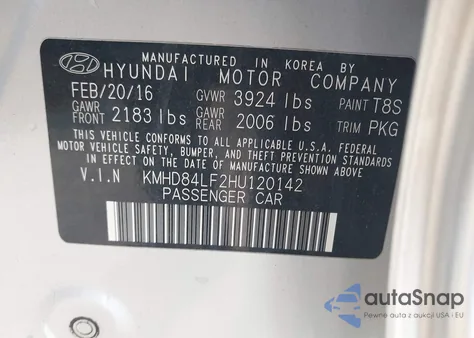 MANUFACTURED IN KOREA BY
HYUNDAI MOTOR COMPANY
FEB/20/16 GVWR 3924 lbs PAINT T8S
GAWR FRONT 2183 lbs GAWR REAR 2006 lbs TRIM PKG
THIS VEHICLE CONFORMS TO ALL APPLICABLE U.S.A. FEDERAL
MOTOR VEHICLE SAFETY, BUMPER, AND THEFT PREVENTION STANDARDS
IN EFFECT ON THE DATE OF MANUFACTURE SHOWN ABOVE.
V.I.N KMHD84LF2HU120142
PASSENGER CAR
autaSnap
Pewne auta z aukcji USA i EU